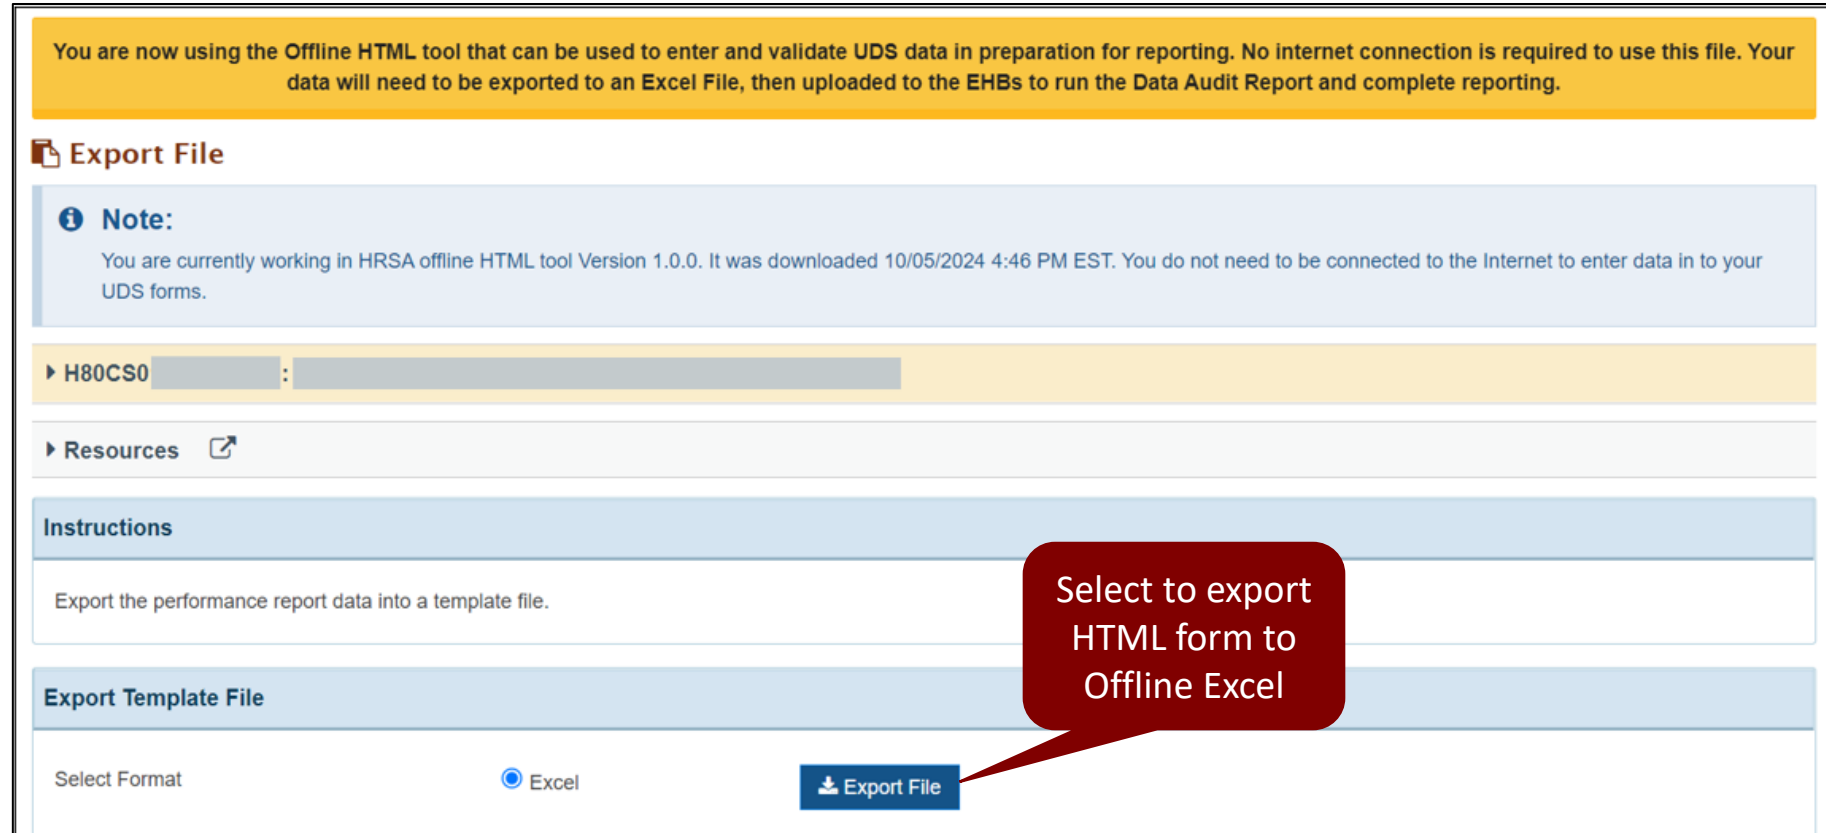 You are now using the Offline HTML tool that can be used to enter and validate UDS data in preparation for reporting. No internet connection is required to use this file. Your
data will need to be exported to an Excel File, then uploaded to the EHBs to run the Data Audit Report and complete reporting.
Export File
Note:
You are currently working in HRSA offline HTML tool Version 1.0.0. It was downloaded 10/05/2024 4:46 PM EST. You do not need to be connected to the Internet to enter data in to your
UDS forms.
H80CS0 :
Resources
Instructions
Export the performance report data into a template file.
Select to export
HTML form to
Offline Excel
Export Template File
Select Format Excel Export File